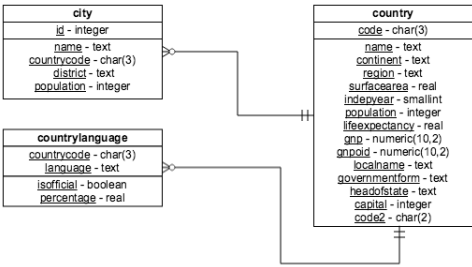 city
id - integer
name - text
countrycode - char(3)
district - text
population - integer
countrylanguage
countrycode - char(3)
language - text
isofficial - boolean
percentage - real
country
code - char(3)
name - text
continent - text
region - text
surfacearea - real
indepyear - smallint
population - integer
lifeexpectancy - real
gnp - numeric(10,2)
gnpoid - numeric(10,2)
localname - text
governmentform - text
headofstate - text
capital - integer
code2 - char(2)